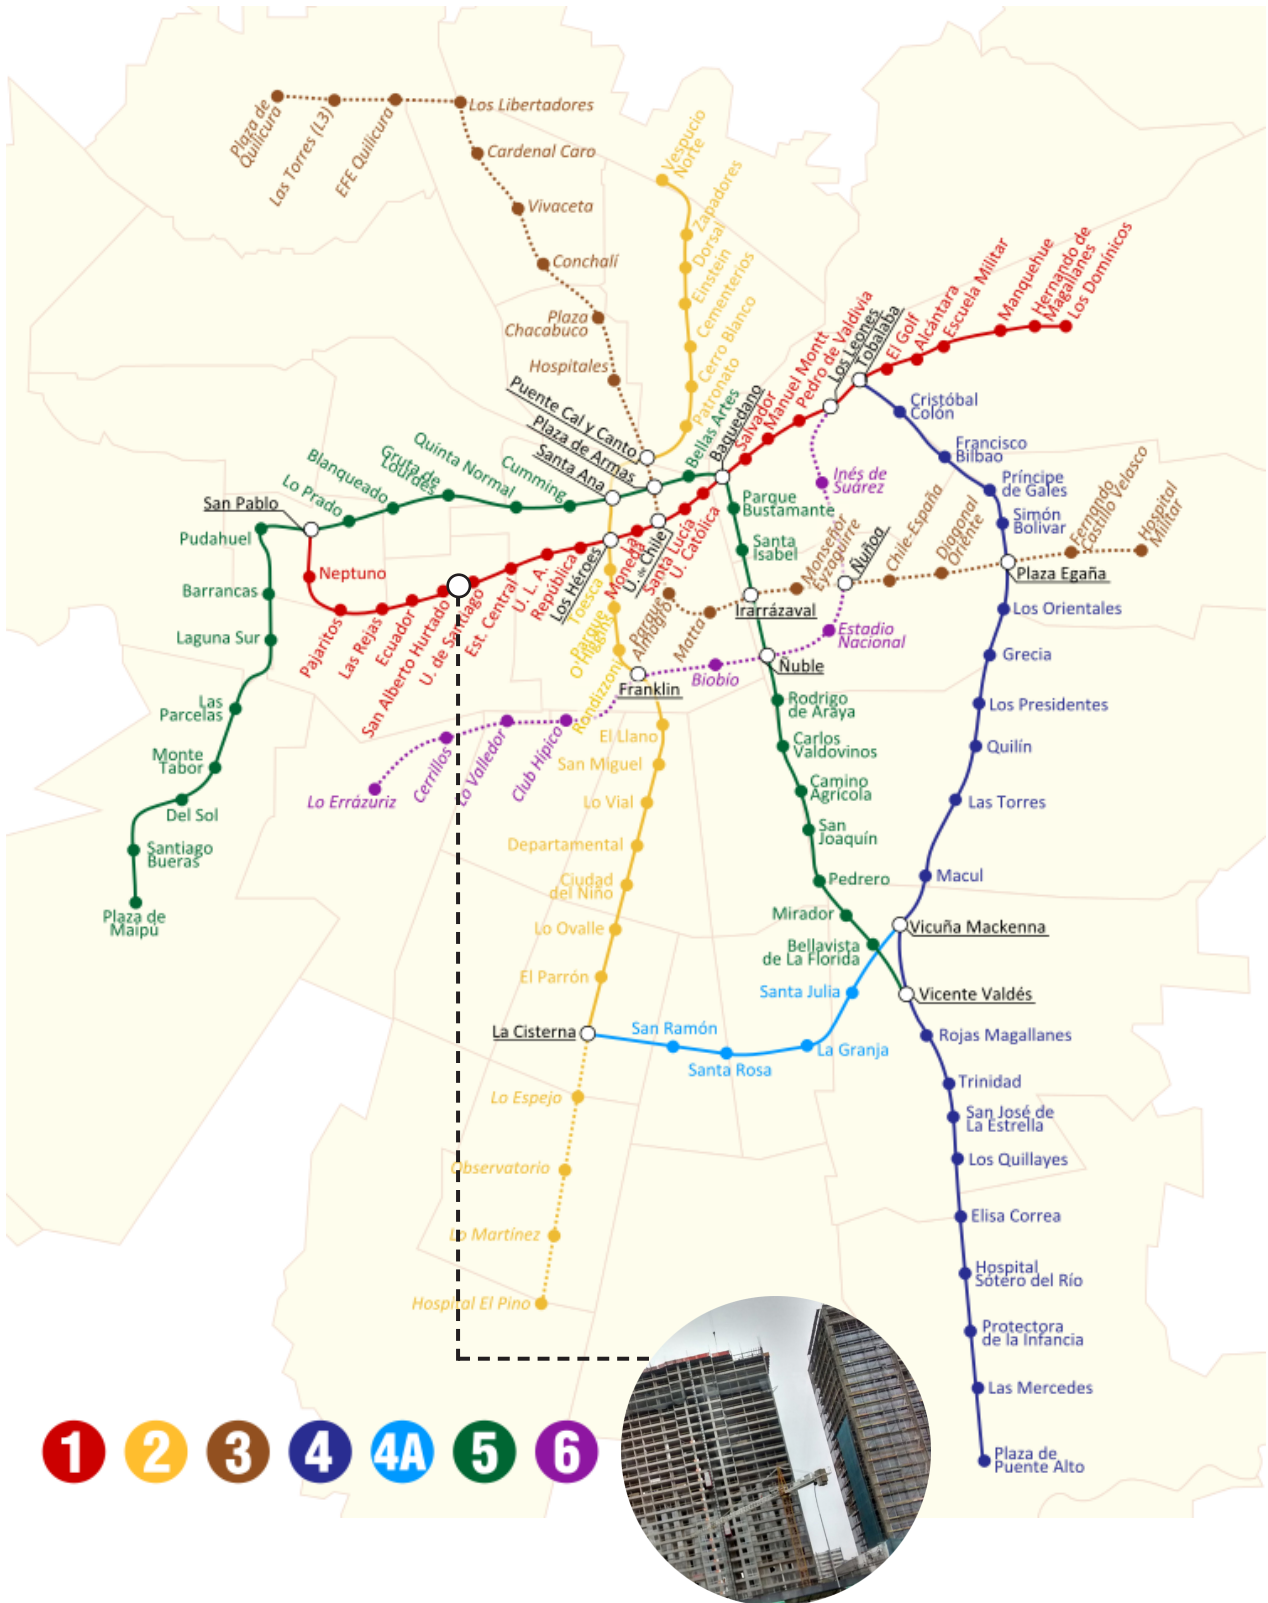 Plaza de
Quilicura
Las Torres (L3)
EFE Quilicura
Los Libertadores
Cardenal Caro
Vivaceta
Conchalí
Plaza
Chacabuco
Hospitales
Puente Cal y Canto
Plaza de Armas
Santa Ana
Vespucio
Norte
Zapadores
Dorsal
Einstein
Cementerios
Cerro Blanco
Patronato
Bellas Artes
Baquedano
Salvador
Manuel Montt
Pedro de Valdivia
Los Leones
Tobalaba
El Golf
Alcántara
Escuela Militar
Manquehue
Hernando de
Magallanes
Los Domínicos
Cristóbal
Colón
Francisco
Bilbao
Príncipe
de Gales
Simón
Bolivar
Fernando
Castillo Velasco
Hospital
Militar
Plaza Egaña
Diagonal
Oriente
Chile-España
Ñuñoa
Monseñor
Eyzaguirre
Inés de
Suárez
Parque
Bustamante
Santa
Isabel
Irarrázaval
Estadio
Nacional
Ñuble
Biobío
Franklin
San Pablo
Lo Prado
Blanqueado
Gruta de
Lourdes
Quinta Normal
Cumming
Pudahuel
Barrancas
Laguna Sur
Las
Parcelas
Monte
Tabor
Del Sol
Santiago
Bueras
Plaza de
Maipú
Neptuno
Pajaritos
Las Rejas
Ecuador
San Alberto Hurtado
U. de Santiago
Est. Central
U. L. A.
República
Los Héroes
La
Moneda
U. de Chile
Santa Lucía
U. Católica
Toesca
Parque
O'Higgins
Rondizzoni
Parque
Almagro
Matta
Lo Errázuriz
Cerrillos
Lo Valledor
Club Hípico
El Llano
San Miguel
Lo Vial
Departamental
Ciudad
del Niño
Lo Ovalle
El Parrón
La Cisterna
Lo Espejo
Observatorio
Lo Martínez
Hospital El Pino
San Ramón
Santa Rosa
La Granja
Santa Julia
Rodrigo
de Araya
Carlos
Valdovinos
Camino
Agrícola
San
Joaquín
Pedrero
Mirador
Bellavista
de La Florida
Los Orientales
Grecia
Los Presidentes
Quilín
Las Torres
Macul
Vicuña Mackenna
Vicente Valdés
Rojas Magallanes
Trinidad
San José de
La Estrella
Los Quillayes
Elisa Correa
Hospital
Sótero del Río
Protectora
de la Infancia
Las Mercedes
Plaza de
Puente Alto
1 2 3 4 4A 5 6